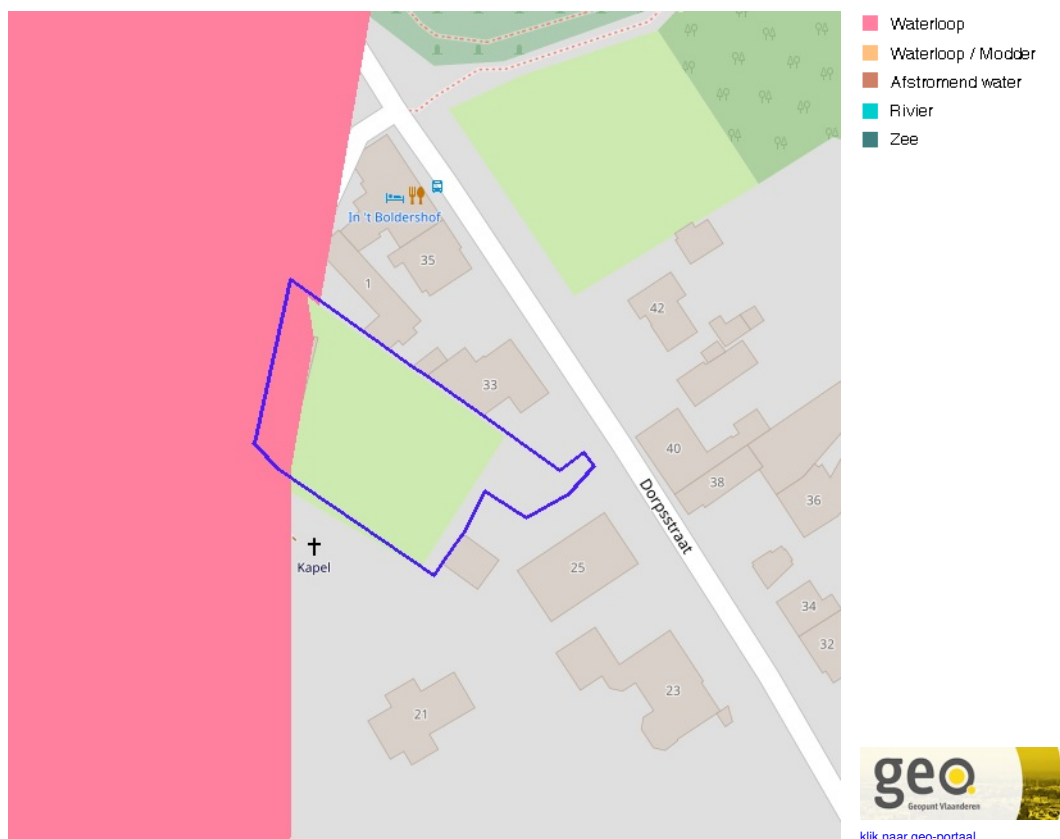 Waterloop
Waterloop / Modder
Afstromend water
Rivier
Zee
In 't Boldershof
35
1
42
33
40
38
36
Dorpsstraat
Kapel
25
34
32
23
21
geo
Geopunt Vlaanderen
klik naar geo-portaal